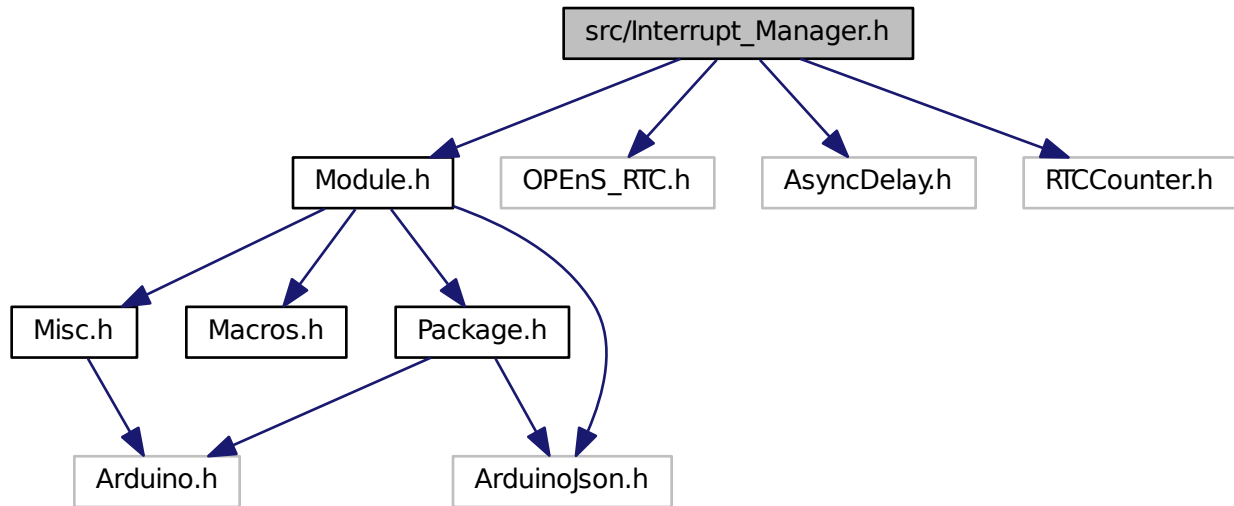 src/Interrupt_Manager.h
Module.h
OPEnS_RTC.h
AsyncDelay.h
RTCCounter.h
Misc.h
Macros.h
Package.h
Arduino.h
ArduinoJson.h